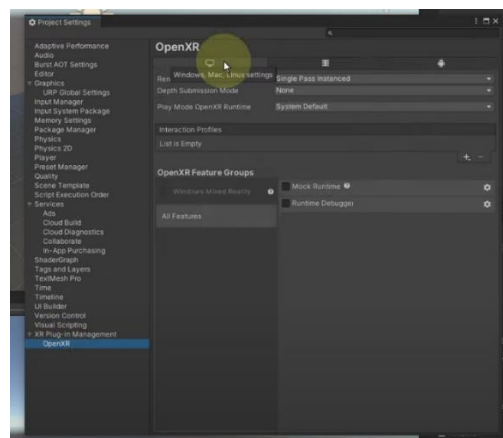 Project Settings
Adaptive Performance
Audio
Burst AOT Settings
Editor
Graphics
URP Global Settings
Input Manager
Input System Package
Memory Settings
Package Manager
Physics
Physics 2D
Player
Preset Manager
Quality
Scene Template
Script Execution Order
Services
Ads
Cloud Build
Cloud Diagnostics
Collaborate
In-App Purchasing
ShaderGraph
Tags and Layers
TextMesh Pro
Time
Timeline
UI Builder
Version Control
Visual Scripting
XR Plug-in Management
OpenXR
OpenXR
Windows, Mac, Linux settings
Ren Single Pass Instanced
Depth Submission Mode None
Play Mode OpenXR Runtime System Default
Interaction Profiles
List is Empty
OpenXR Feature Groups
Windows Mixed Reality
All Features
Mock Runtime
Runtime Debugger